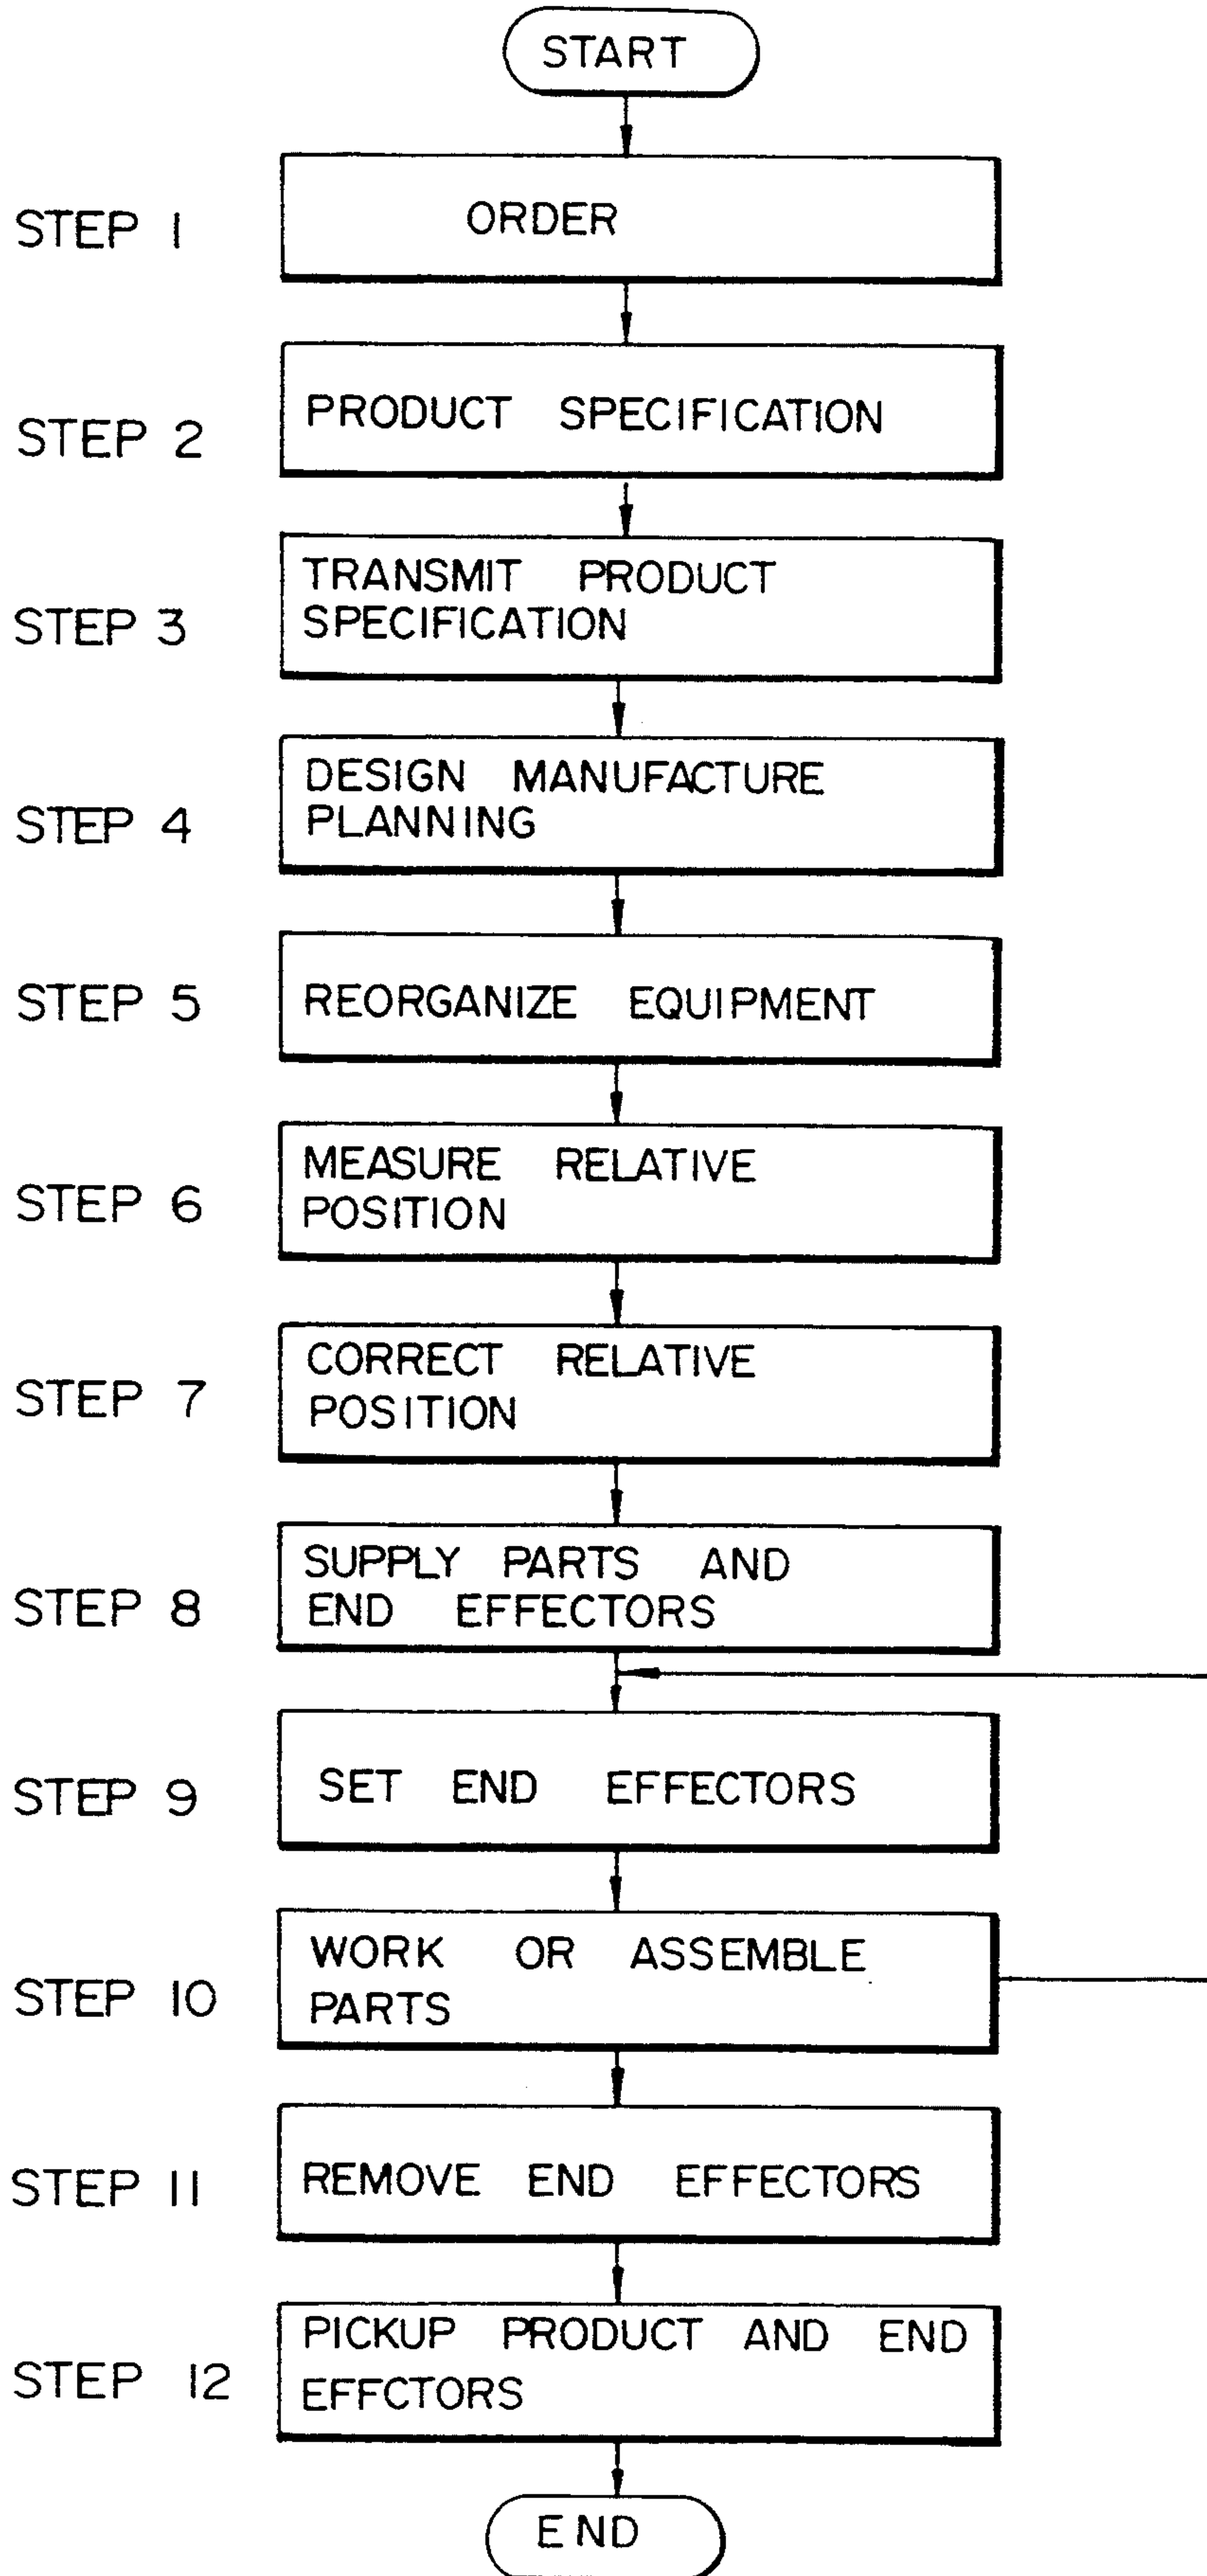 START
STEP 1
ORDER
STEP 2
PRODUCT SPECIFICATION
STEP 3
TRANSMIT PRODUCT
SPECIFICATION
STEP 4
DESIGN MANUFACTURE
PLANNING
STEP 5
REORGANIZE EQUIPMENT
STEP 6
MEASURE RELATIVE
POSITION
STEP 7
CORRECT RELATIVE
POSITION
STEP 8
SUPPLY PARTS AND
END EFFECTORS
STEP 9
SET END EFFECTORS
STEP 10
WORK OR ASSEMBLE
PARTS
STEP 11
REMOVE END EFFECTORS
STEP 12
PICKUP PRODUCT AND END
EFFCTORS
END